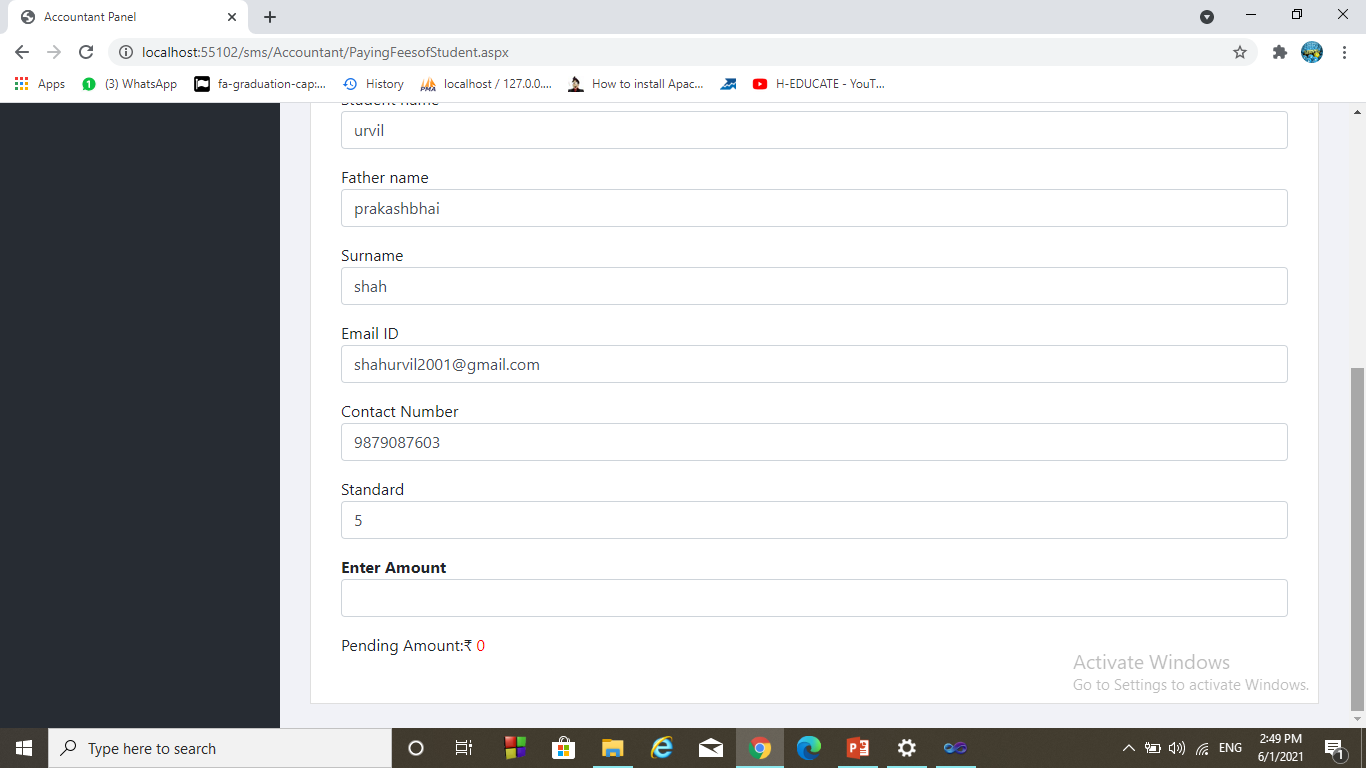 Accountant Panel
localhost:55102/sms/Accountant/PayingFeesofStudent.aspx
Apps (3) WhatsApp fa-graduation-cap:... History localhost / 127.0.0.... How to install Apac... H-EDUCATE - YouT...
Student name
urvil
Father name
prakashbhai
Surname
shah
Email ID
shahurvil2001@gmail.com
Contact Number
9879087603
Standard
5
Enter Amount
Pending Amount:₹ 0
Activate Windows
Go to Settings to activate Windows.
Type here to search
ENG
2:49 PM
6/1/2021
1